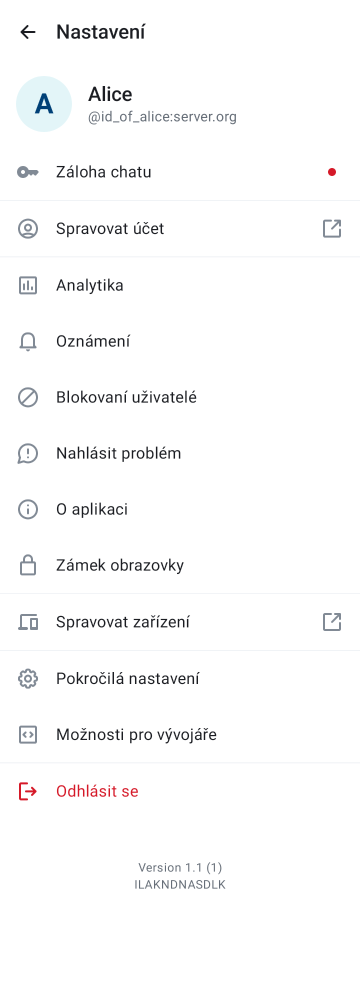 Nastavení
A
Alice
@id_of_alice:server.org
Záloha chatu
Spravovat účet
Analytika
Oznámení
Blokovaní uživatelé
Nahlásit problém
O aplikaci
Zámek obrazovky
Spravovat zařízení
Pokročilá nastavení
Možnosti pro vývojáře
Odhlásit se
Version 1.1 (1)
ILAKNDNASDLK